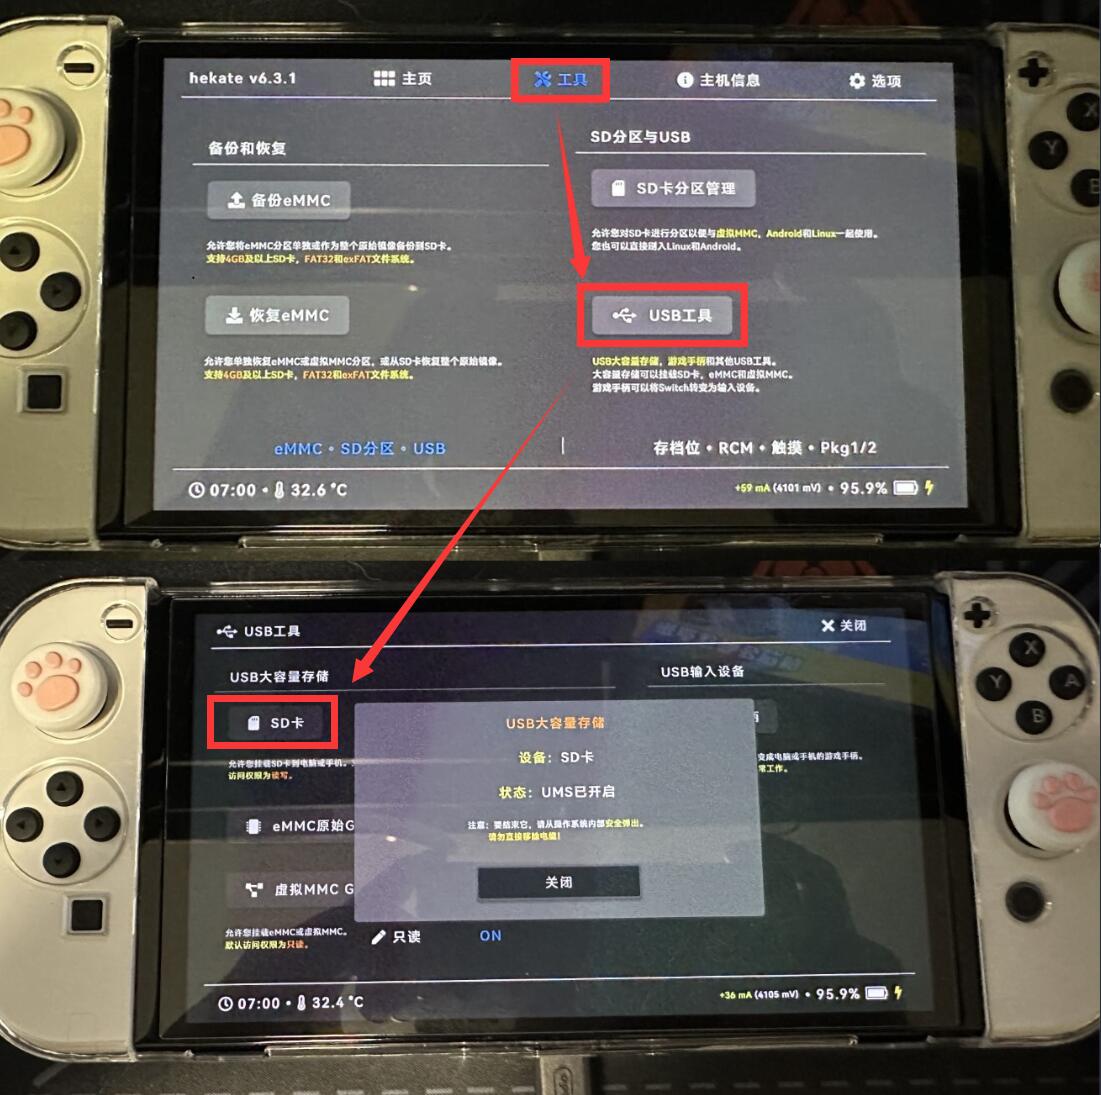 hekate v6.3.1
主页
工具
主机信息
选项
备份和恢复
备份eMMC
允许您将eMMC分区单独或作为整个原始镜像备份到SD卡。
支持4GB及以上SD卡，FAT32和exFAT文件系统。
恢复eMMC
允许您单独恢复eMMC或虚拟MMC分区，或从SD卡恢复整个原始镜像。
支持4GB及以上SD卡，FAT32和exFAT文件系统。
SD分区与USB
SD卡分区管理
允许您对SD卡进行分区以便与虚拟MMC，Android和Linux一起使用。
您也可以直接刷入Linux和Android。
USB工具
USB大容量存储，游戏手柄和其他USB工具。
大容量存储可以挂载SD卡，eMMC和虚拟MMC。
游戏手柄可以将Switch转变为输入设备。
eMMC • SD分区 • USB
存档位 • RCM • 触摸 • Pkg1/2
07:00 • 32.6 °C
+59 mA (4101 mV) • 95.9%
X
Y
B
USB工具
关闭
USB大容量存储
USB输入设备
SD卡
允许您挂载SD卡到电脑或手机。
访问权限为读写。
eMMC原始G
虚拟MMC G
允许您挂载eMMC或虚拟MMC。
默认访问权限为只读。
USB大容量存储
设备：SD卡
状态：UMS已开启
注意：要结束它，请从操作系统内部安全弹出。
请勿直接移除电缆！
关闭
变成电脑或手机的游戏手柄。
常工作。
只读
ON
07:00 • 32.4 °C
+36 mA (4105 mV) • 95.9%
X
Y
A
B